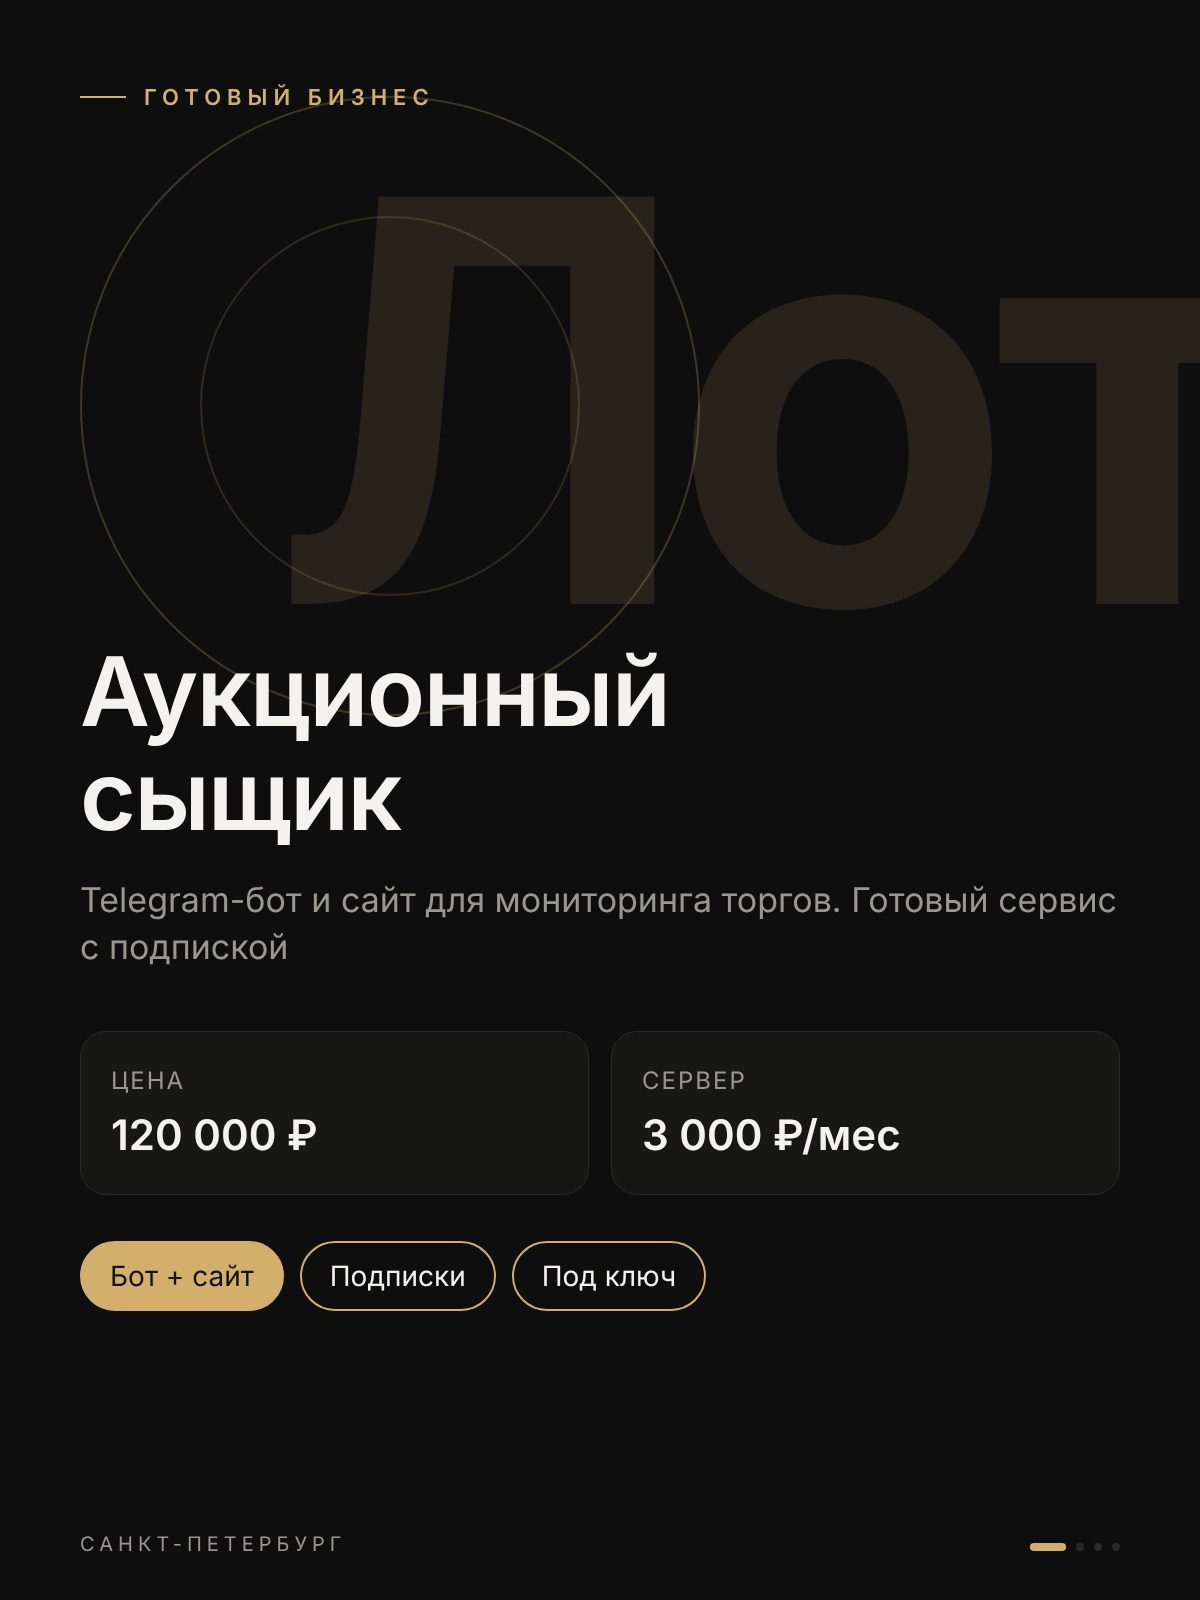 ГОТОВЫЙ БИЗНЕС
Лот
Аукционный
сыщик
Telegram-бот и сайт для мониторинга торгов. Готовый сервис
с подпиской
ЦЕНА
120 000 ₽
СЕРВЕР
3 000 ₽/мес
Бот + сайт
Подписки
Под ключ
САНКТ-ПЕТЕРБУРГ